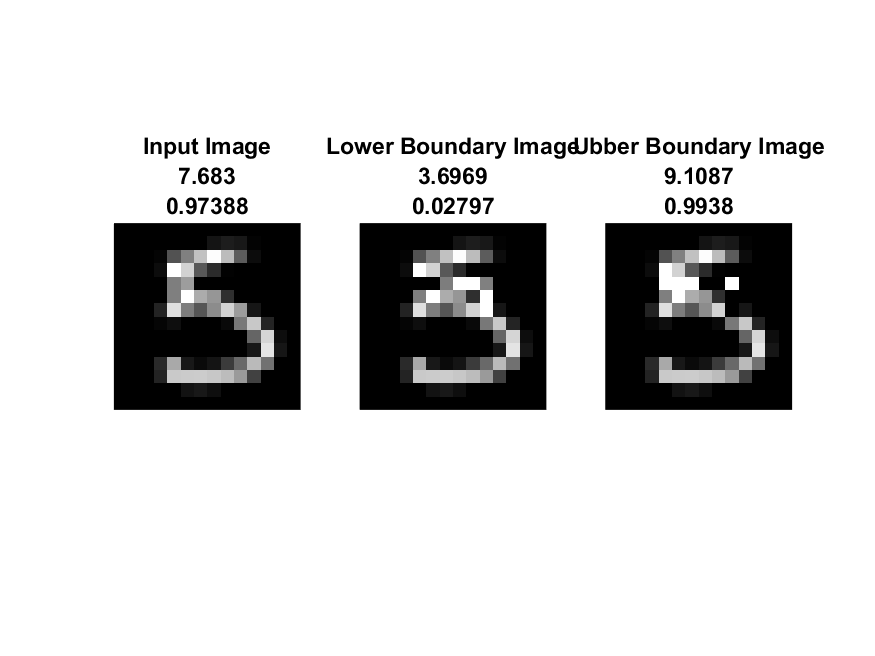 Input Image
7.683
0.97388
Lower Boundary Image
3.6969
0.02797
Ubber Boundary Image
9.1087
0.9938